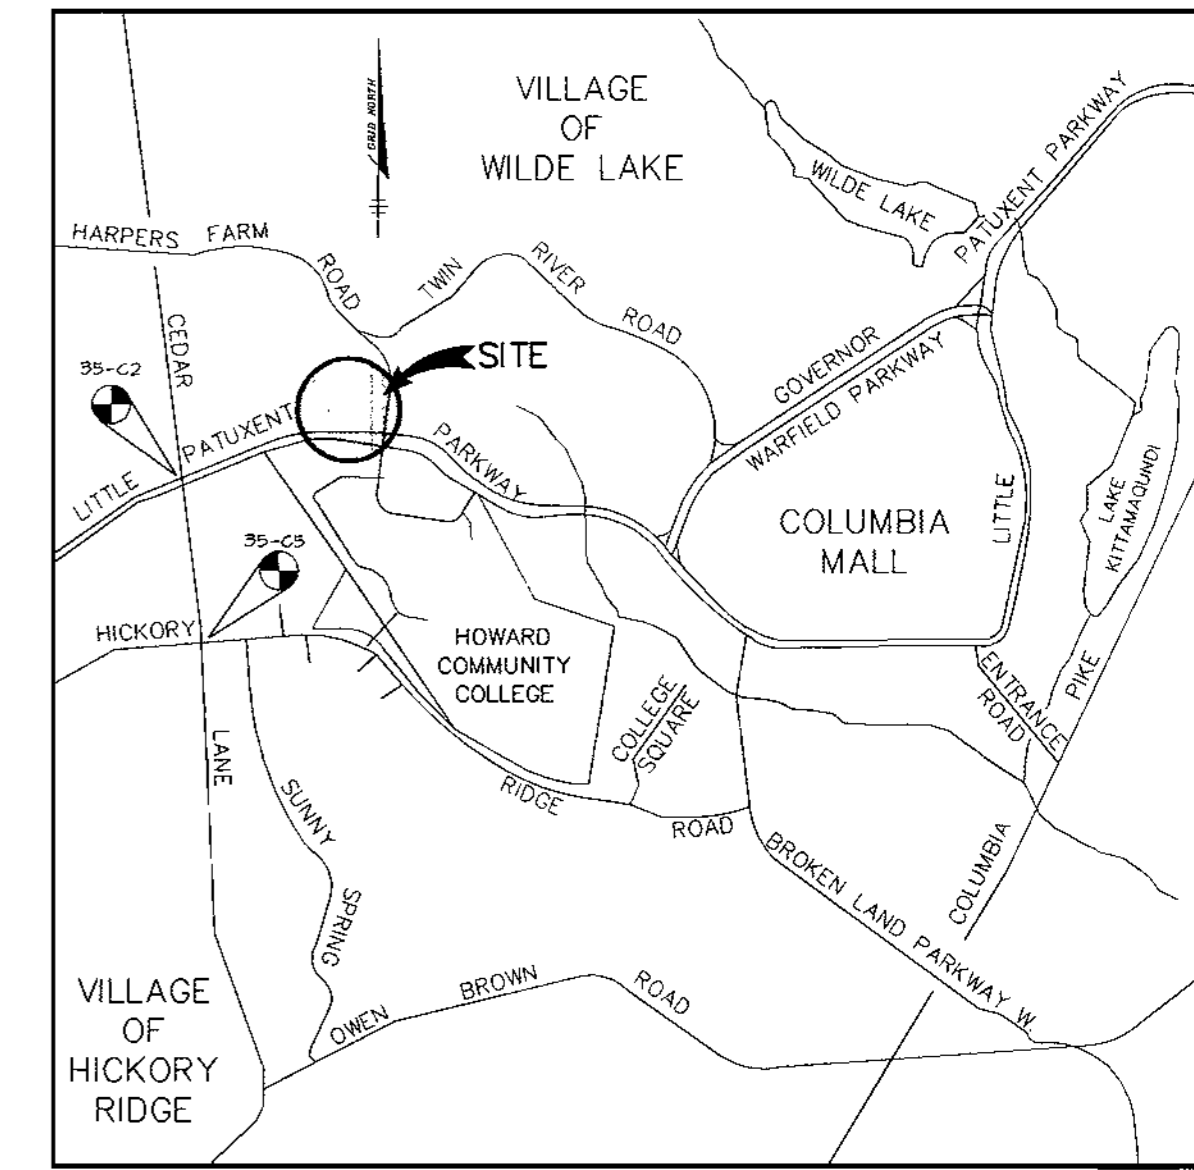 VILLAGE
OF
WILDE LAKE
GRID NORTH
WILDE LAKE
PATUXENT PARKWAY
HARPERS FARM ROAD
TWIN RIVER ROAD
CEDAR
35-C2
SITE
GOVERNOR
WARFIELD PARKWAY
LITTLE PATUXENT PARKWAY
LITTLE
LAKE
KITTAMAQUNDI
COLUMBIA
MALL
35-C5
HICKORY
HOWARD
COMMUNITY
COLLEGE
COLLEGE
SQUARE
ENTRANCE
ROAD
PIKE
LANE
SUNNY
RIDGE
ROAD
COLUMBIA
BROKEN LAND PARKWAY W.
SPRING
OWEN BROWN ROAD
VILLAGE
OF
HICKORY
RIDGE